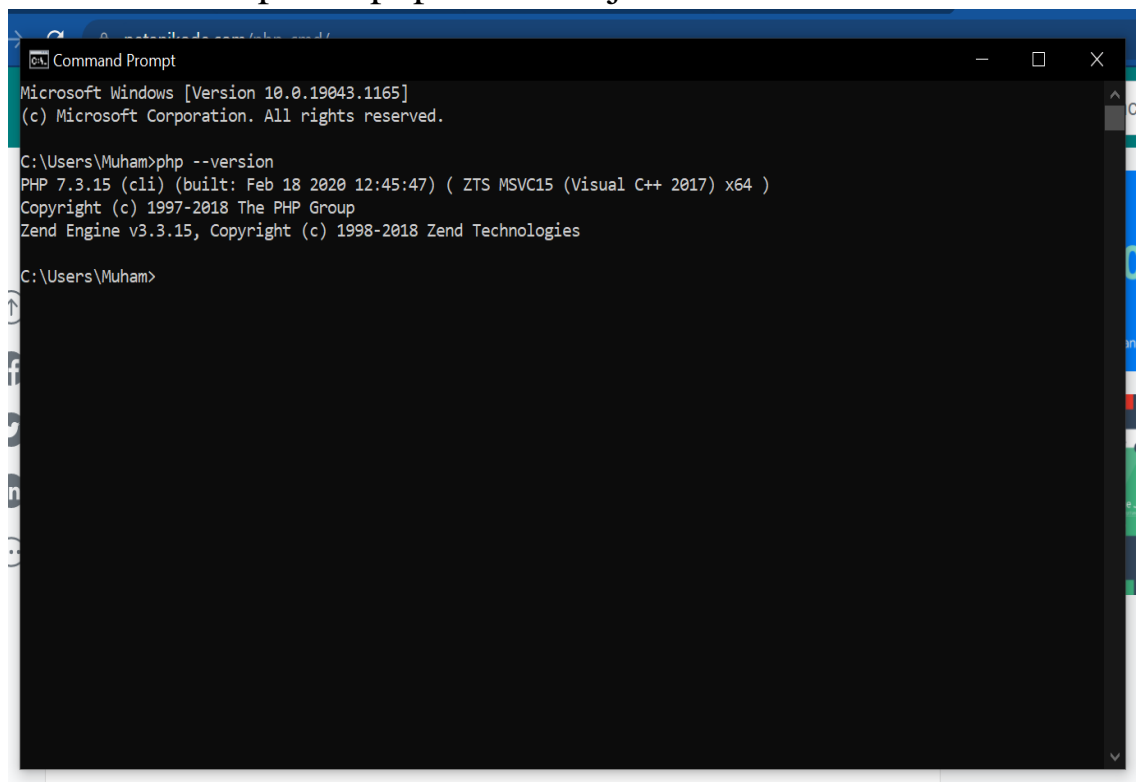 Command Prompt
Microsoft Windows [Version 10.0.19043.1165]
(c) Microsoft Corporation. All rights reserved.
C:\Users\Muham>php --version
PHP 7.3.15 (cli) (built: Feb 18 2020 12:45:47) ( ZTS MSVC15 (Visual C++ 2017) x64 )
Copyright (c) 1997-2018 The PHP Group
Zend Engine v3.3.15, Copyright (c) 1998-2018 Zend Technologies
C:\Users\Muham>